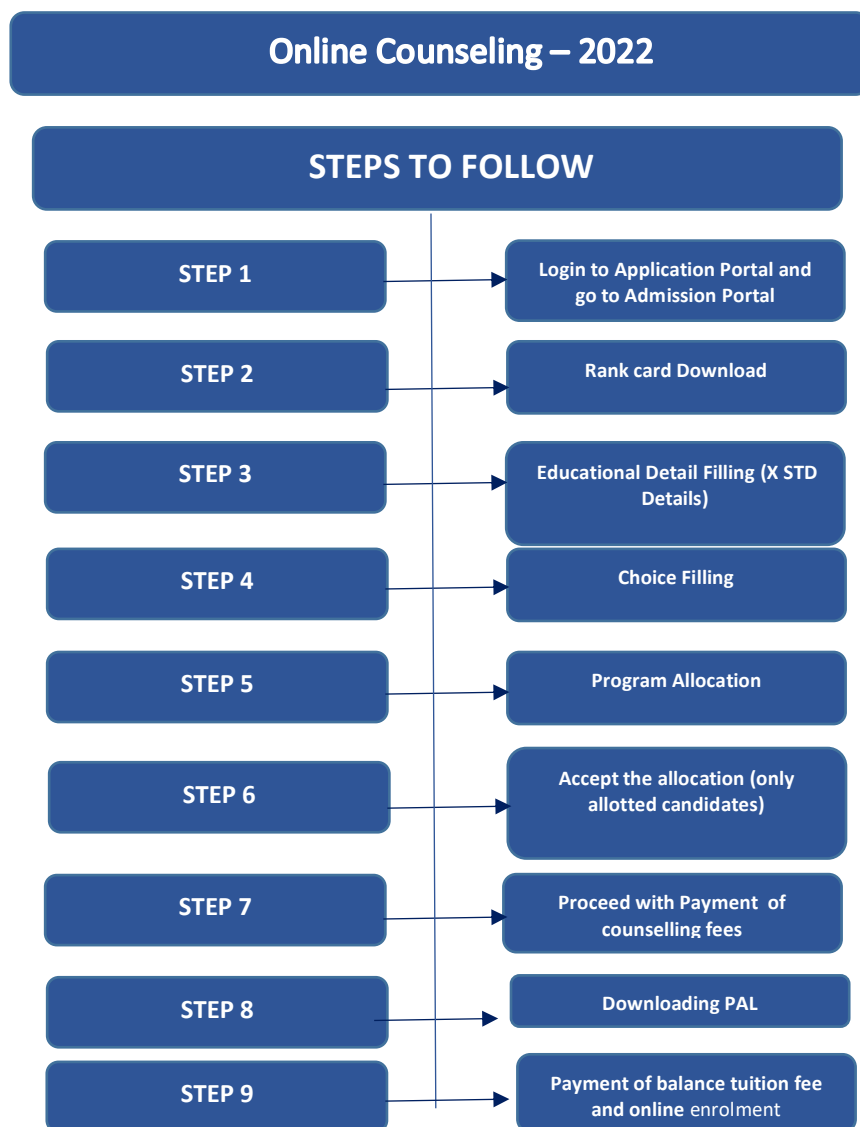 Online Counseling – 2022
STEPS TO FOLLOW
STEP 1
Login to Application Portal and
go to Admission Portal
STEP 2
Rank card Download
STEP 3
Educational Detail Filling (X STD
Details)
STEP 4
Choice Filling
STEP 5
Program Allocation
STEP 6
Accept the allocation (only
allotted candidates)
STEP 7
Proceed with Payment of
counselling fees
STEP 8
Downloading PAL
STEP 9
Payment of balance tuition fee
and online enrolment